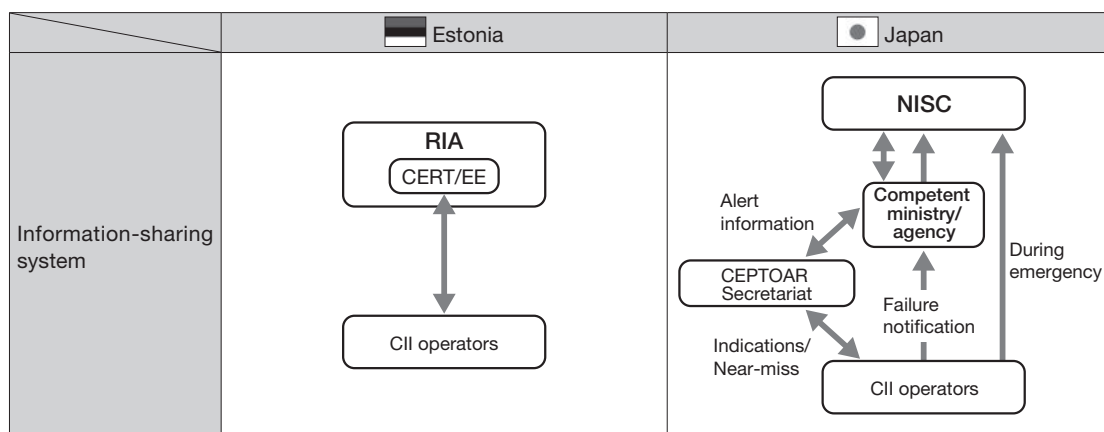 Estonia
Japan
Information-sharing
system
RIA
CERT/EE
CII operators
NISC
Competent
ministry/
agency
Alert
information
During
emergency
CEPTOAR
Secretariat
Failure
notification
Indications/
Near-miss
CII operators